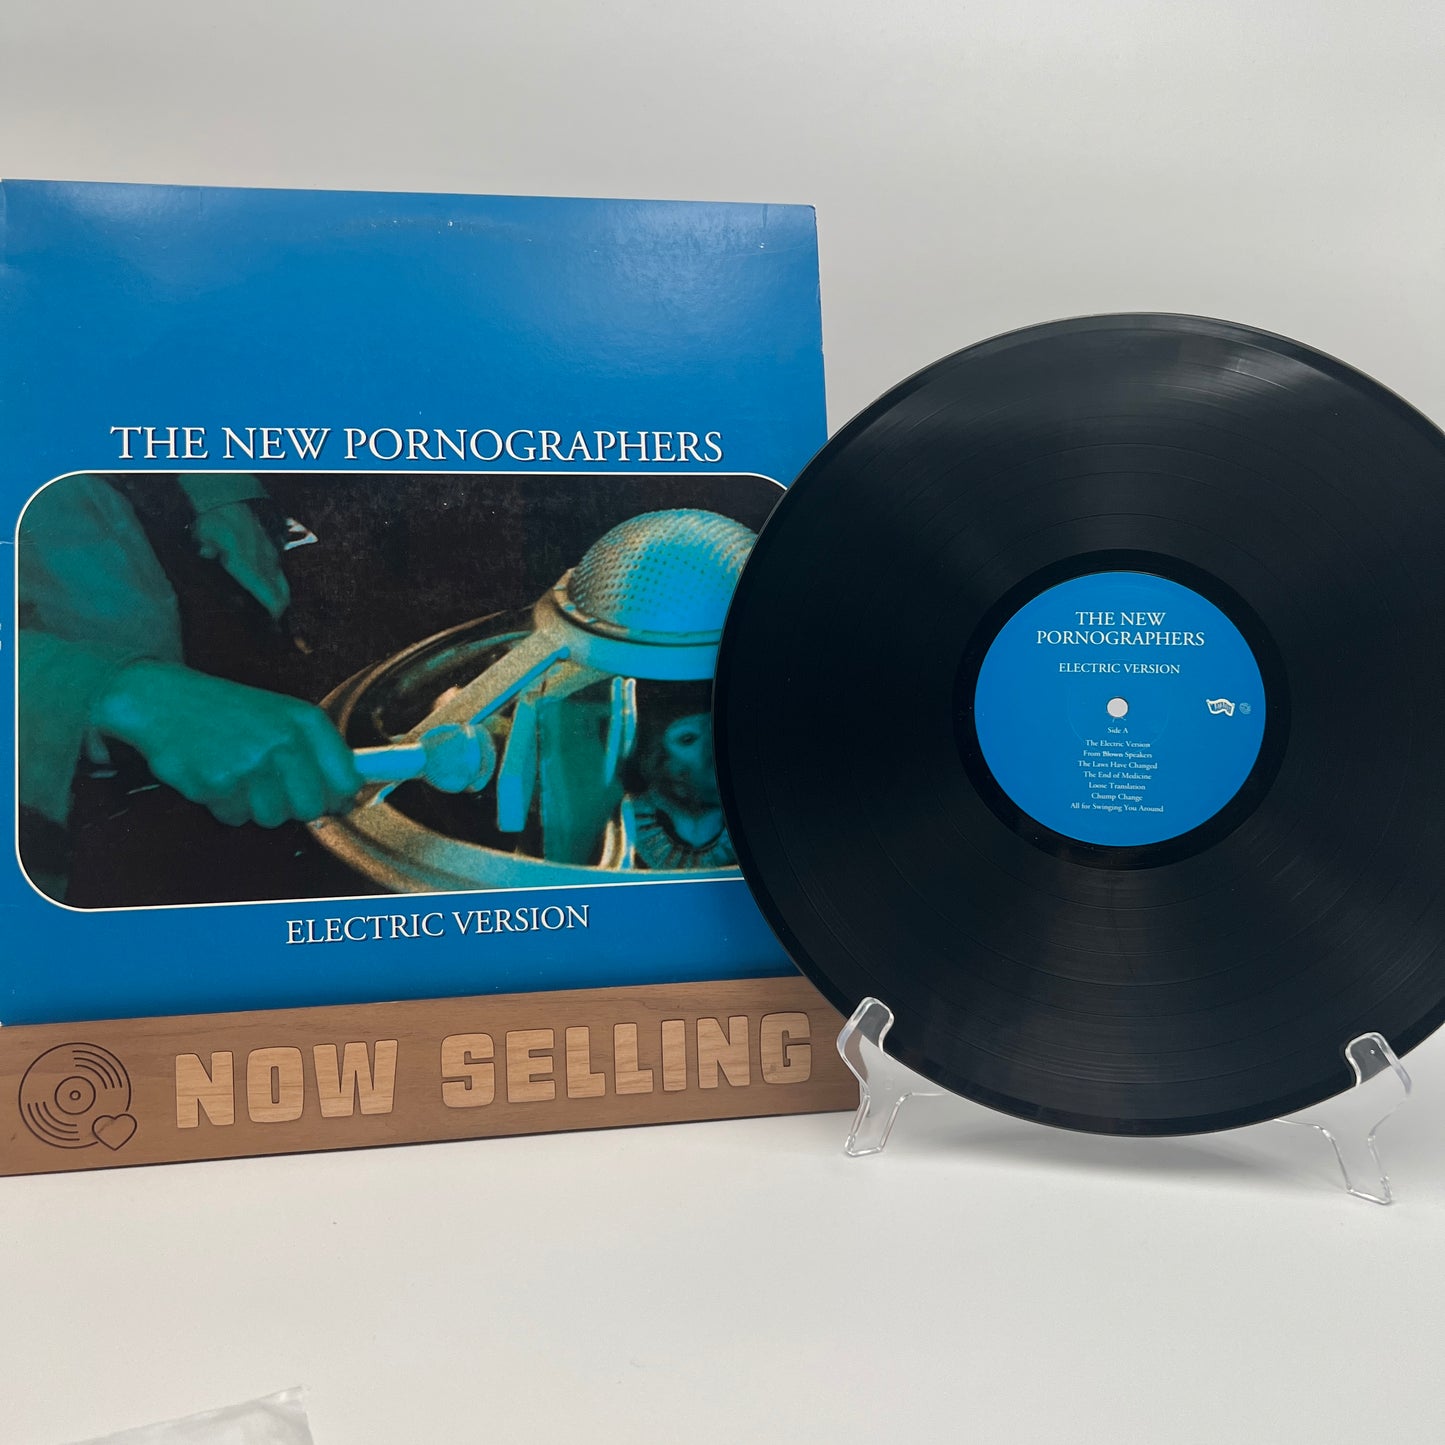 THE NEW PORNOGRAPHERS
ELECTRIC VERSION
NOW SELLING
THE NEW
PORNOGRAPHERS
ELECTRIC VERSION
Side A
The Electric Version
From Blown Speakers
The Laws Have Changed
The End of Medicine
Loose Translation
Chump Change
All for Swinging You Around